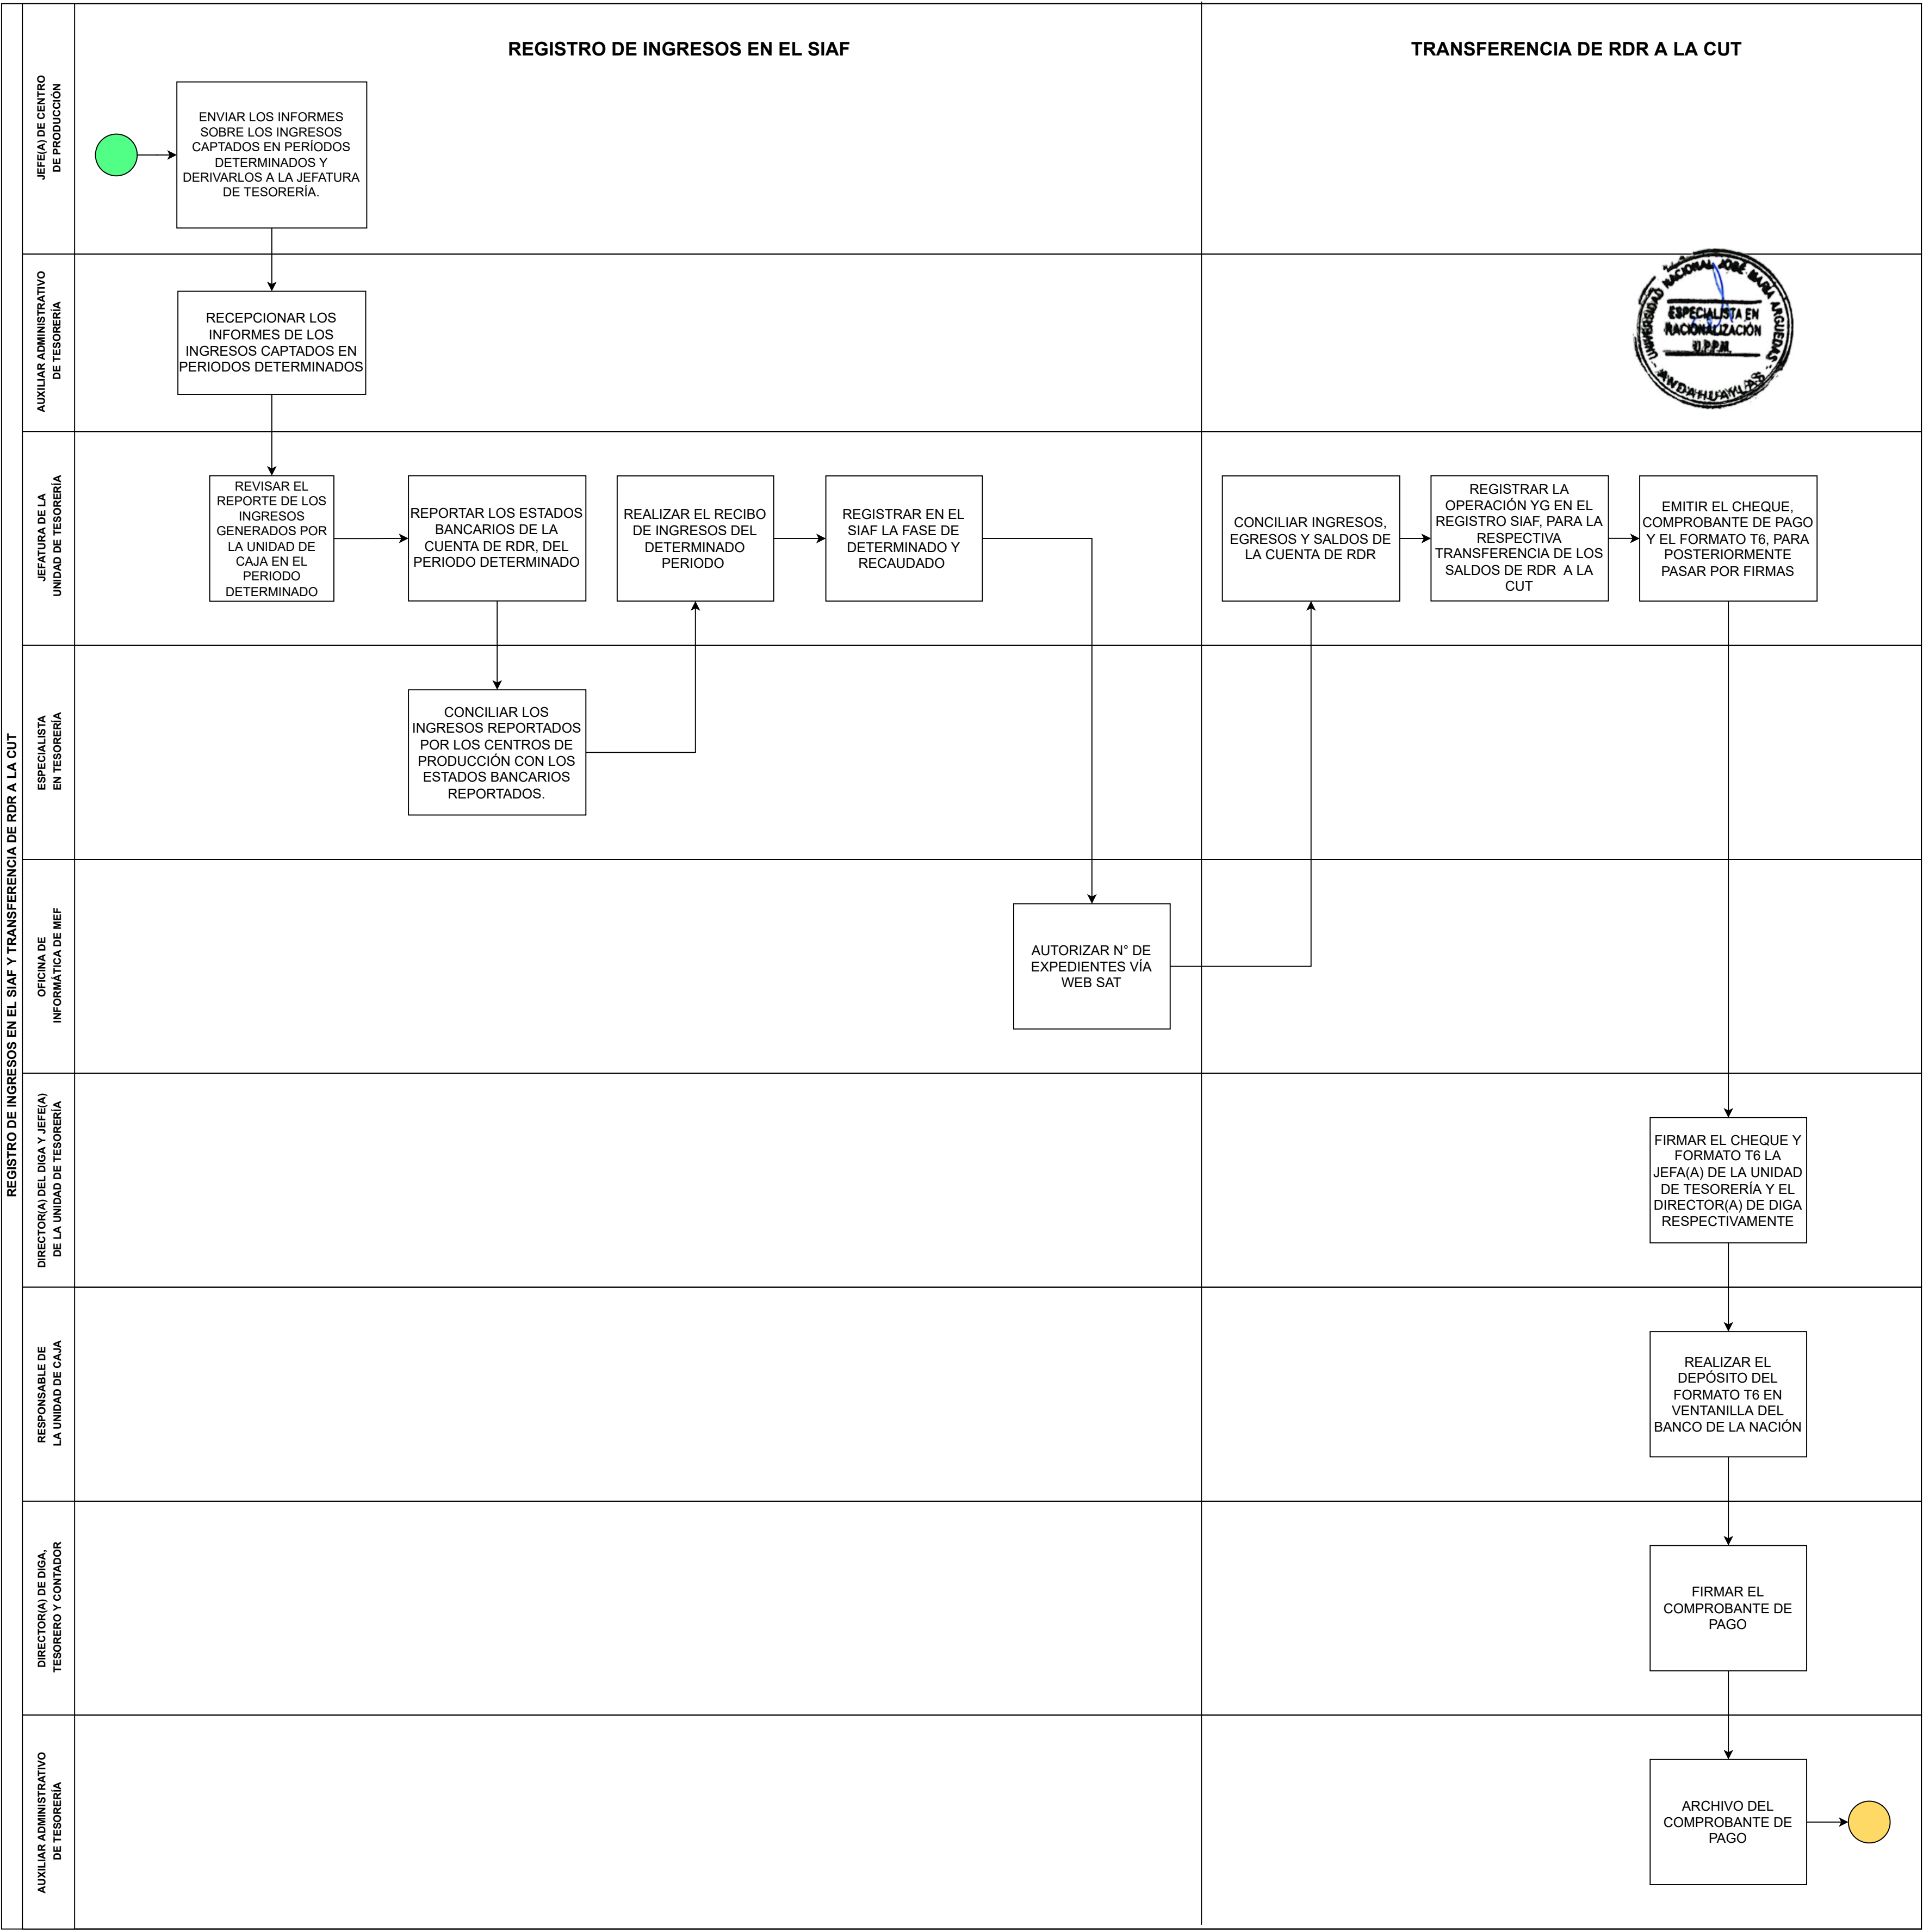 REGISTRO DE INGRESOS EN EL SIAF Y TRANSFERENCIA DE RDR A LA CUT
REGISTRO DE INGRESOS EN EL SIAF
TRANSFERENCIA DE RDR A LA CUT
JEFE(A) DE CENTRO
DE PRODUCCIÓN
ENVIAR LOS INFORMES
SOBRE LOS INGRESOS
CAPTADOS EN PERÍODOS
DETERMINADOS Y
DERIVARLOS A LA JEFATURA
DE TESORERÍA.
AUXILIAR ADMINISTRATIVO
DE TESORERÍA
RECEPCIONAR LOS
INFORMES DE LOS
INGRESOS CAPTADOS EN
PERIODOS DETERMINADOS
UNIVERSIDAD NACIONAL JOSÉ MARÍA ARGUEDAS
ESPECIALISTA EN
RACIONALIZACIÓN
U.P.P.M.
- ANDAHUAYLAS -
JEFATURA DE LA
UNIDAD DE TESORERÍA
REVISAR EL
REPORTE DE LOS
INGRESOS
GENERADOS POR
LA UNIDAD DE
CAJA EN EL
PERIODO
DETERMINADO
REPORTAR LOS ESTADOS
BANCARIOS DE LA
CUENTA DE RDR, DEL
PERIODO DETERMINADO
REALIZAR EL RECIBO
DE INGRESOS DEL
DETERMINADO
PERIODO
REGISTRAR EN EL
SIAF LA FASE DE
DETERMINADO Y
RECAUDADO
CONCILIAR INGRESOS,
EGRESOS Y SALDOS DE
LA CUENTA DE RDR
REGISTRAR LA
OPERACIÓN YG EN EL
REGISTRO SIAF, PARA LA
RESPECTIVA
TRANSFERENCIA DE LOS
SALDOS DE RDR A LA
CUT
EMITIR EL CHEQUE,
COMPROBANTE DE PAGO
Y EL FORMATO T6, PARA
POSTERIORMENTE
PASAR POR FIRMAS
ESPECIALISTA
EN TESORERÍA
CONCILIAR LOS
INGRESOS REPORTADOS
POR LOS CENTROS DE
PRODUCCIÓN CON LOS
ESTADOS BANCARIOS
REPORTADOS.
OFICINA DE
INFORMÁTICA DE MEF
AUTORIZAR N° DE
EXPEDIENTES VÍA
WEB SAT
DIRECTOR(A) DEL DIGA Y JEFE(A)
DE LA UNIDAD DE TESORERÍA
FIRMAR EL CHEQUE Y
FORMATO T6 LA
JEFA(A) DE LA UNIDAD
DE TESORERÍA Y EL
DIRECTOR(A) DE DIGA
RESPECTIVAMENTE
RESPONSABLE DE
LA UNIDAD DE CAJA
REALIZAR EL
DEPÓSITO DEL
FORMATO T6 EN
VENTANILLA DEL
BANCO DE LA NACIÓN
DIRECTOR(A) DE DIGA,
TESORERO Y CONTADOR
FIRMAR EL
COMPROBANTE DE
PAGO
AUXILIAR ADMINISTRATIVO
DE TESORERÍA
ARCHIVO DEL
COMPROBANTE DE
PAGO